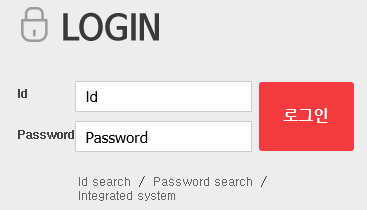 LOGIN
Id Id
Password Password
로그인
Id search / Password search /
Integrated system